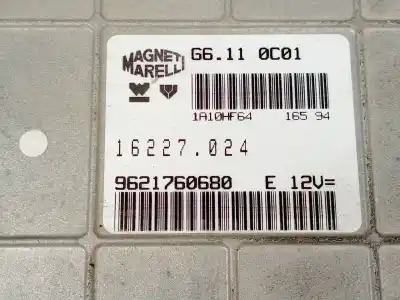 MAGNETI MARELLI G6.11 0C01
1A10HF64 165 94
16227.024
9621760680 E 12V=